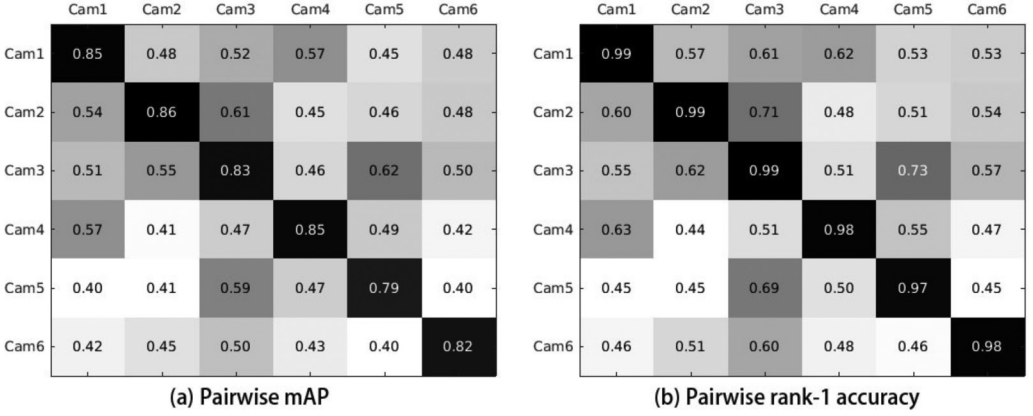 Cam1 Cam2 Cam3 Cam4 Cam5 Cam6
Cam1 0.85 0.48 0.52 0.57 0.45 0.48
Cam2 0.54 0.86 0.61 0.45 0.46 0.48
Cam3 0.51 0.55 0.83 0.46 0.62 0.50
Cam4 0.57 0.41 0.47 0.85 0.49 0.42
Cam5 0.40 0.41 0.59 0.47 0.79 0.40
Cam6 0.42 0.45 0.50 0.43 0.40 0.82
(a) Pairwise mAP
Cam1 Cam2 Cam3 Cam4 Cam5 Cam6
Cam1 0.99 0.57 0.61 0.62 0.53 0.53
Cam2 0.60 0.99 0.71 0.48 0.51 0.54
Cam3 0.55 0.62 0.99 0.51 0.73 0.57
Cam4 0.63 0.44 0.51 0.98 0.55 0.47
Cam5 0.45 0.45 0.69 0.50 0.97 0.45
Cam6 0.46 0.51 0.60 0.48 0.46 0.98
(b) Pairwise rank-1 accuracy